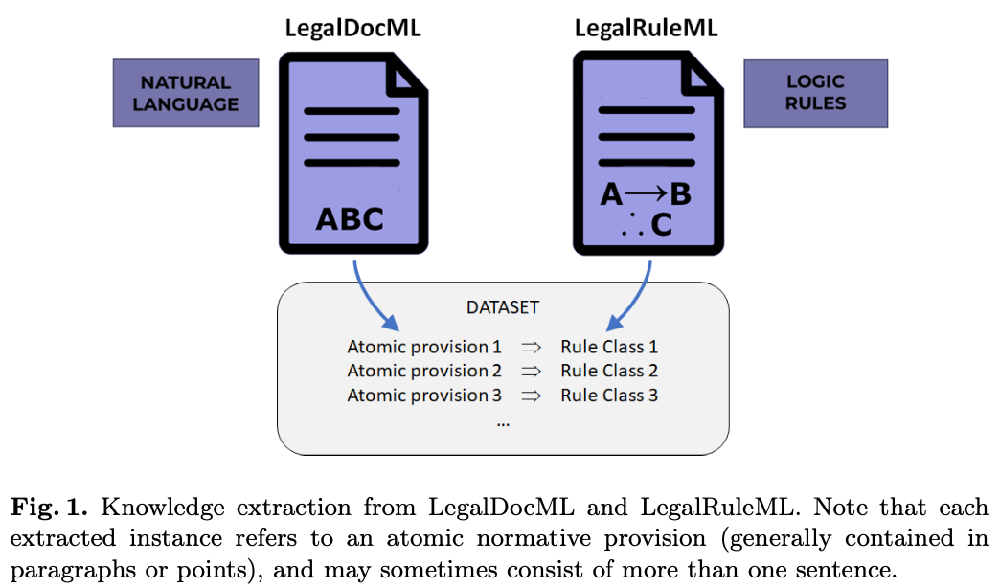 LegalDocML
LegalRuleML
NATURAL
LANGUAGE
LOGIC
RULES
ABC
A→B
∴C
DATASET
Atomic provision 1 ⇒ Rule Class 1
Atomic provision 2 ⇒ Rule Class 2
Atomic provision 3 ⇒ Rule Class 3
...
Fig. 1. Knowledge extraction from LegalDocML and LegalRuleML. Note that each
extracted instance refers to an atomic normative provision (generally contained in
paragraphs or points), and may sometimes consist of more than one sentence.